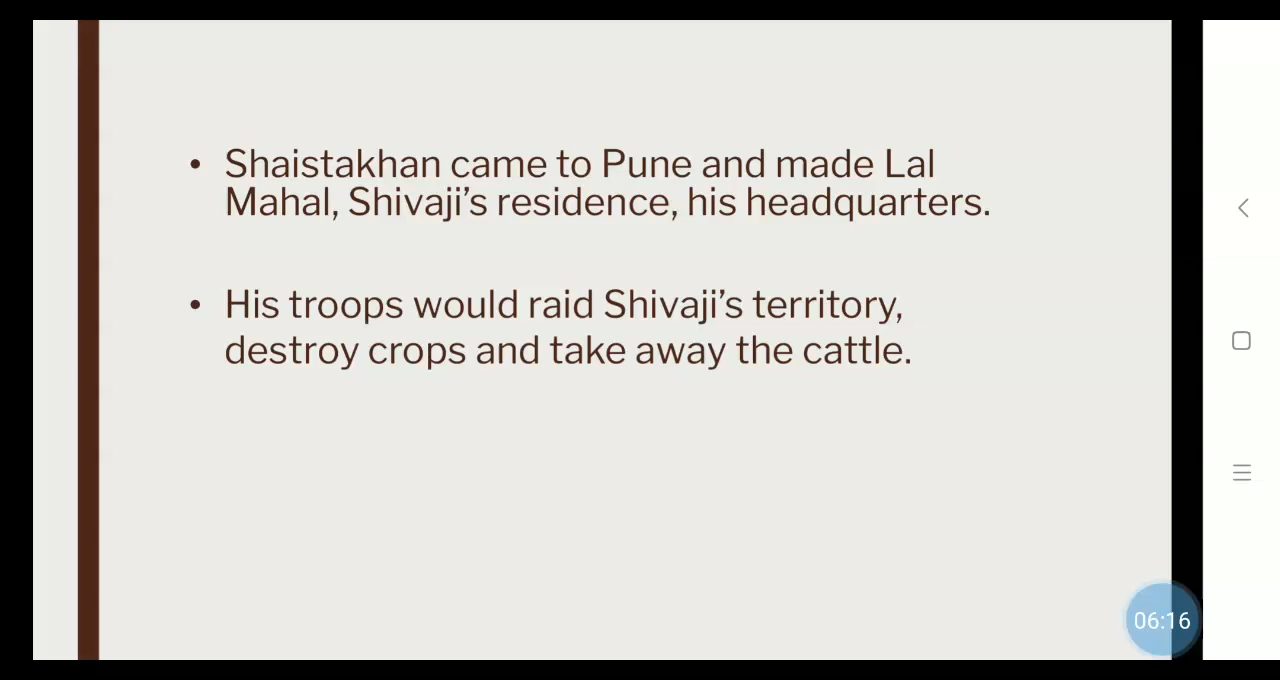 • Shaistakhan came to Pune and made Lal
Mahal, Shivaji’s residence, his headquarters.
• His troops would raid Shivaji’s territory,
destroy crops and take away the cattle.
06:16